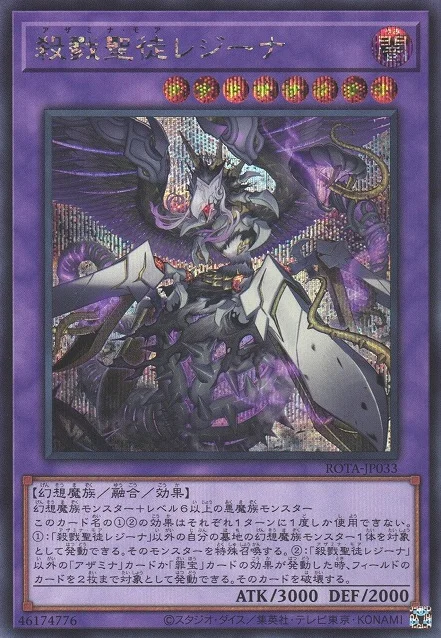 アザミナモア
殺戮聖徒レジーナ
闇
ROTA-JP033
【幻想魔族／融合／効果】
幻想魔族モンスター＋レベル６以上の悪魔族モンスター
このカード名の①②の効果はそれぞれ１ターンに１度しか使用できない。
①：「殺戮聖徒レジーナ」以外の自分の墓地の幻想魔族モンスター１体を対象
として発動できる。そのモンスターを特殊召喚する。②：「殺戮聖徒レジーナ」
以外の「アザミナ」カードか「罪宝」カードの効果が発動した時、フィールドの
カードを２枚まで対象として発動できる。そのカードを破壊する。
ATK/3000 DEF/2000
46174776
©スタジオ・ダイス／集英社・テレビ東京・KONAMI